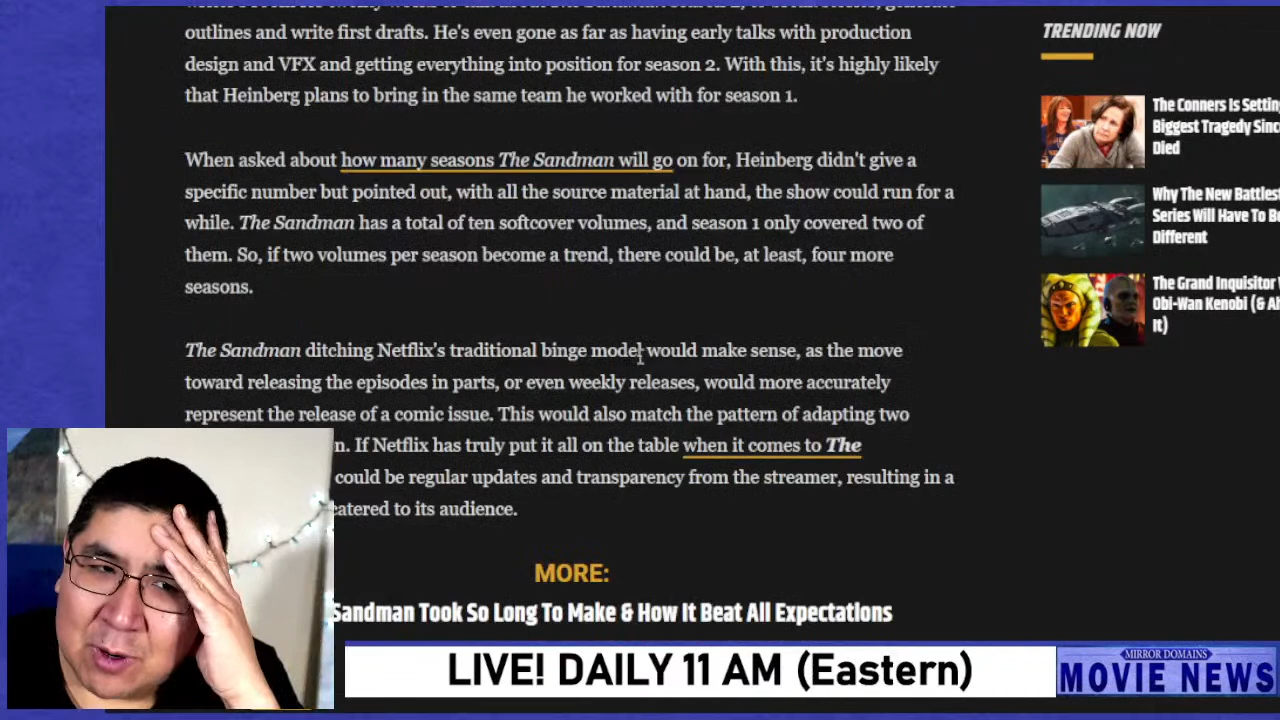 outlines and write first drafts. He's even gone as far as having early talks with production
design and VFX and getting everything into position for season 2. With this, it's highly likely
that Heinberg plans to bring in the same team he worked with for season 1.
When asked about how many seasons The Sandman will go on for, Heinberg didn't give a
specific number but pointed out, with all the source material at hand, the show could run for a
while. The Sandman has a total of ten softcover volumes, and season 1 only covered two of
them. So, if two volumes per season become a trend, there could be, at least, four more
seasons.
The Sandman ditching Netflix's traditional binge model would make sense, as the move
toward releasing the episodes in parts, or even weekly releases, would more accurately
represent the release of a comic issue. This would also match the pattern of adapting two
n. If Netflix has truly put it all on the table when it comes to The
could be regular updates and transparency from the streamer, resulting in a
catered to its audience.
MORE:
Sandman Took So Long To Make & How It Beat All Expectations
TRENDING NOW
The Conners Is Setting
Biggest Tragedy Sinc
Died
Why The New Battles
Series Will Have To Be
Different
The Grand Inquisitor
Obi-Wan Kenobi (& Al
It)
LIVE! DAILY 11 AM (Eastern)
MIRROR DOMAINS
MOVIE NEWS